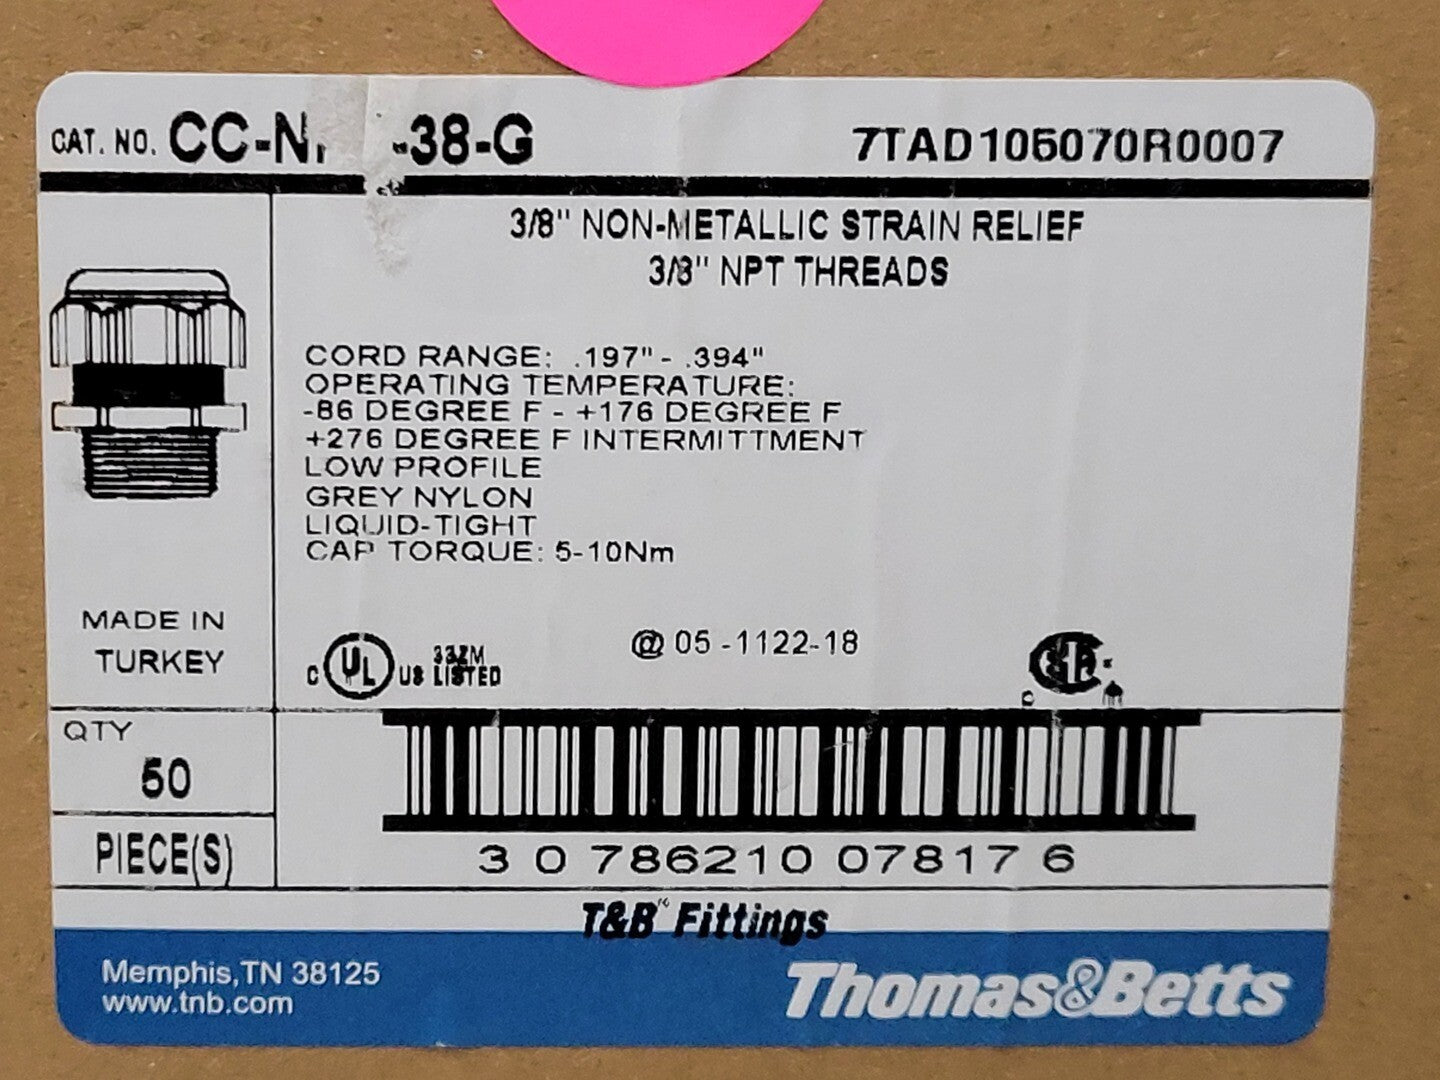 CAT. NO. -38-G 7TAD105070R0007
3/8" NON-METALLIC STRAIN RELIEF
3/8" NPT THREADS
CORD RANGE: .197" - .394"
OPERATING TEMPERATURE:
-86 DEGREE F - +176 DEGREE F
+276 DEGREE F INTERMITTMENT
LOW PROFILE
GREY NYLON
LIQUID-TIGHT
CAP TORQUE: 5-10Nm
MADE IN
TURKEY
@ 05 -1122-18
C UL US LISTED
QTY
50
PIECE(S)
3 0 786210 07817 6
T&B Fittings
Memphis,TN 38125
www.tnb.com
Thomas&Betts